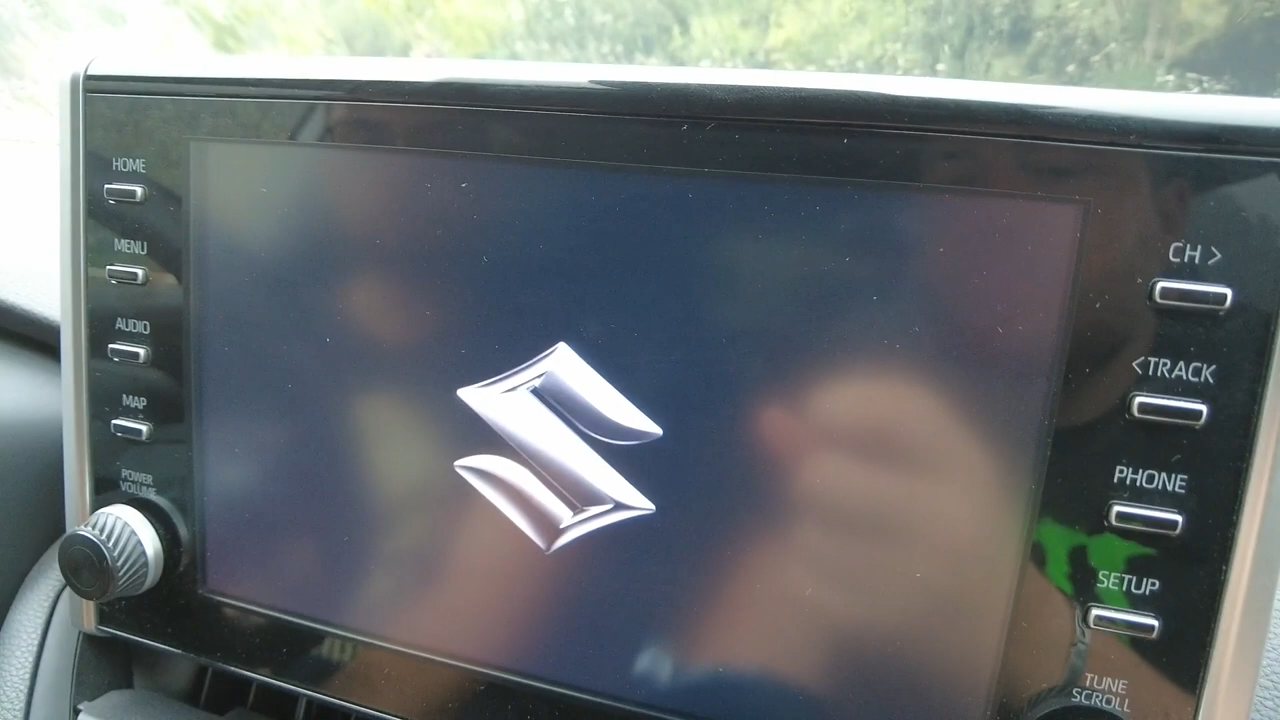 HOME
MENU
AUDIO
MAP
POWER
VOLUME
CH >
<TRACK
PHONE
SETUP
TUNE
SCROLL